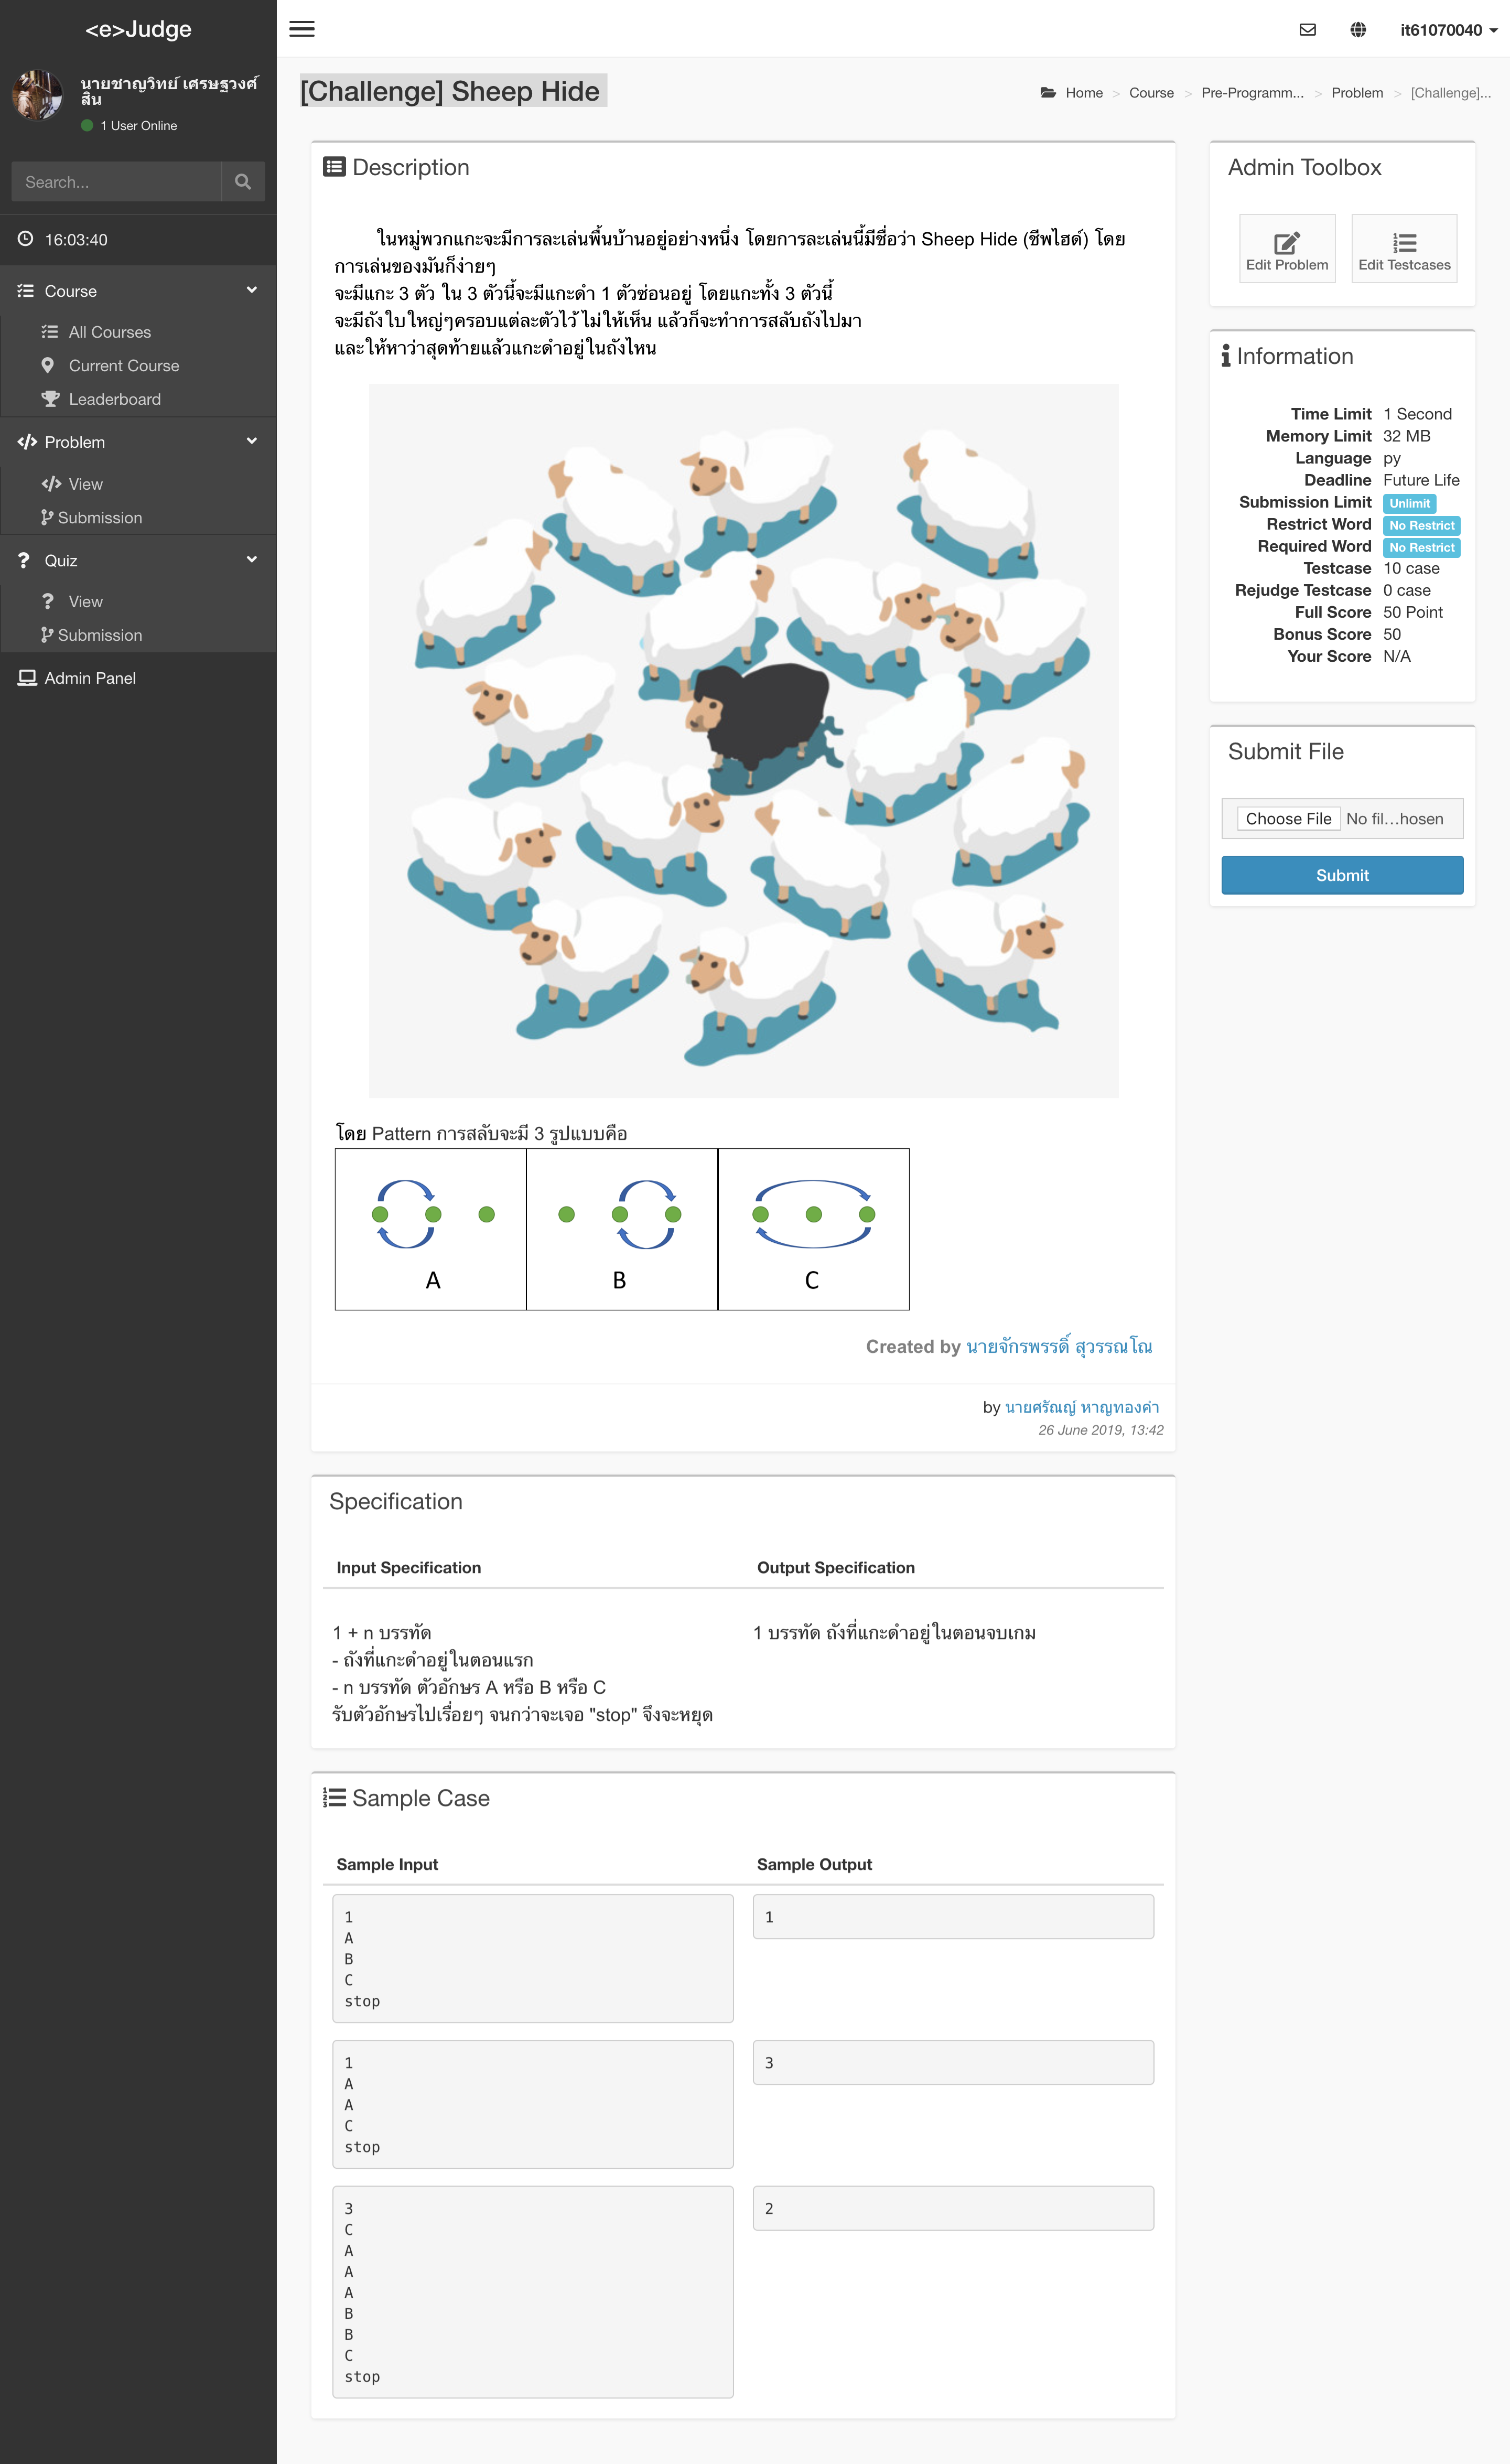 <e>Judge
นายชาญวิทย์ เศรษฐวงศ์
สิน
1 User Online
Search...
16:03:40
Course
All Courses
Current Course
Leaderboard
Problem
View
Submission
Quiz
View
Submission
Admin Panel
it61070040
[Challenge] Sheep Hide
Home > Course > Pre-Programm... > Problem > [Challenge]...
Description
ในหมู่พวกแกะจะมีการละเล่นพื้นบ้านอยู่อย่างหนึ่ง โดยการละเล่นนี้มีชื่อว่า Sheep Hide (ชีพไฮด์) โดย
การเล่นของมันก็ง่ายๆ
จะมีแกะ 3 ตัว ใน 3 ตัวนี้จะมีแกะดำ 1 ตัวซ่อนอยู่ โดยแกะทั้ง 3 ตัวนี้
จะมีถังใบใหญ่ๆครอบแต่ละตัวไว้ไม่ให้เห็น แล้วก็จะทำการสลับถังไปมา
และให้หาว่าสุดท้ายแล้วแกะดำอยู่ในถังไหน
โดย Pattern การสลับจะมี 3 รูปแบบคือ
A B C
Created by นายจักรพรรดิ์ สุวรรณโณ
by นายศรัณญ์ หาญทองคำ
26 June 2019, 13:42
Specification
Input Specification
1 + n บรรทัด
- ถังที่แกะดำอยู่ในตอนแรก
- n บรรทัด ตัวอักษร A หรือ B หรือ C
รับตัวอักษรไปเรื่อยๆ จนกว่าจะเจอ "stop" จึงจะหยุด
Output Specification
1 บรรทัด ถังที่แกะดำอยู่ในตอนจบเกม
Sample Case
Sample Input
Sample Output
1
A
B
C
stop
1
1
A
A
C
stop
3
3
C
A
A
A
B
B
C
stop
2
Admin Toolbox
Edit Problem
Edit Testcases
Information
Time Limit 1 Second
Memory Limit 32 MB
Language py
Deadline Future Life
Submission Limit Unlimit
Restrict Word No Restrict
Required Word No Restrict
Testcase 10 case
Rejudge Testcase 0 case
Full Score 50 Point
Bonus Score 50
Your Score N/A
Submit File
Choose File No fil...hosen
Submit